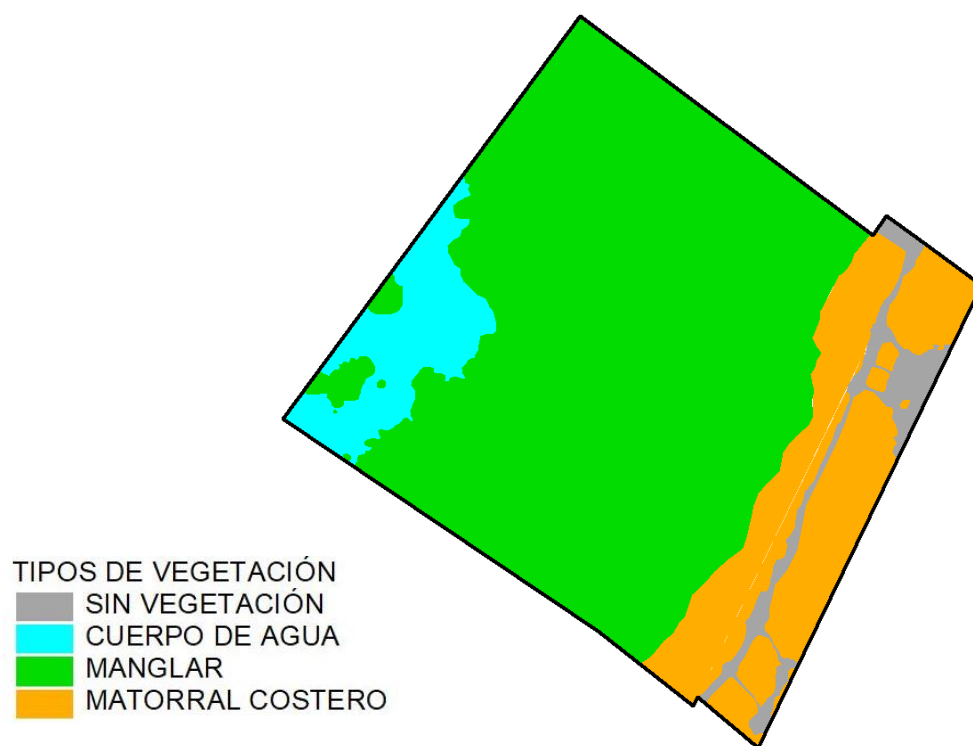 TIPOS DE VEGETACIÓN
SIN VEGETACIÓN
CUERPO DE AGUA
MANGLAR
MATORRAL COSTERO